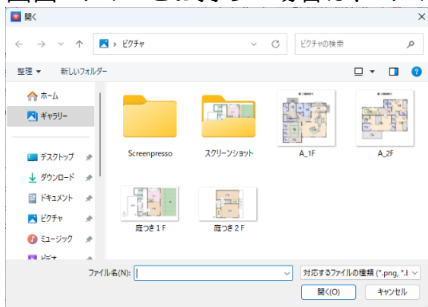 開く
ピクチャ
ピクチャの検索
整理
新しいフォルダー
ホーム
ギャラリー
デスクトップ
ダウンロード
ドキュメント
ピクチャ
ミュージック
Screenpresso
スクリーンショット
A_1F
A_2F
庭つき1F
庭つき2F
ファイル名(N):
対応するファイルの種類 (*.png, *.l
開く(O)
キャンセル